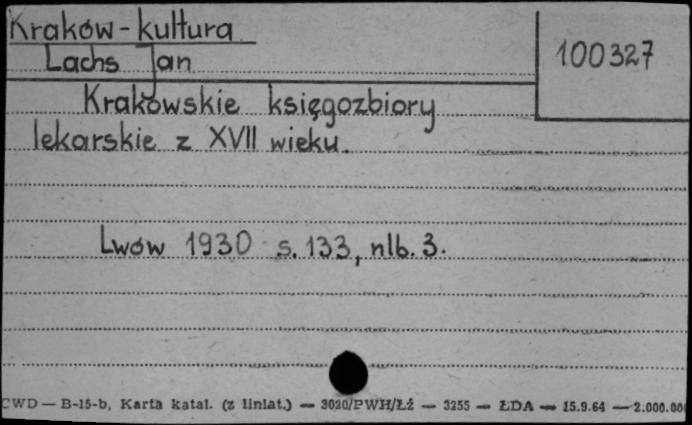 Kraków - kultura
Lachs Jan
100327
Krakowskie księgozbiory
lekarskie z XVII wieku.
Lwów 1930 s. 133, nlb. 3.
CWD — B-15-b, Karta katal. (z liniat.) — 3020/PWH/Łź — 3255 — ŁDA — 15.9.64 — 2.000.00